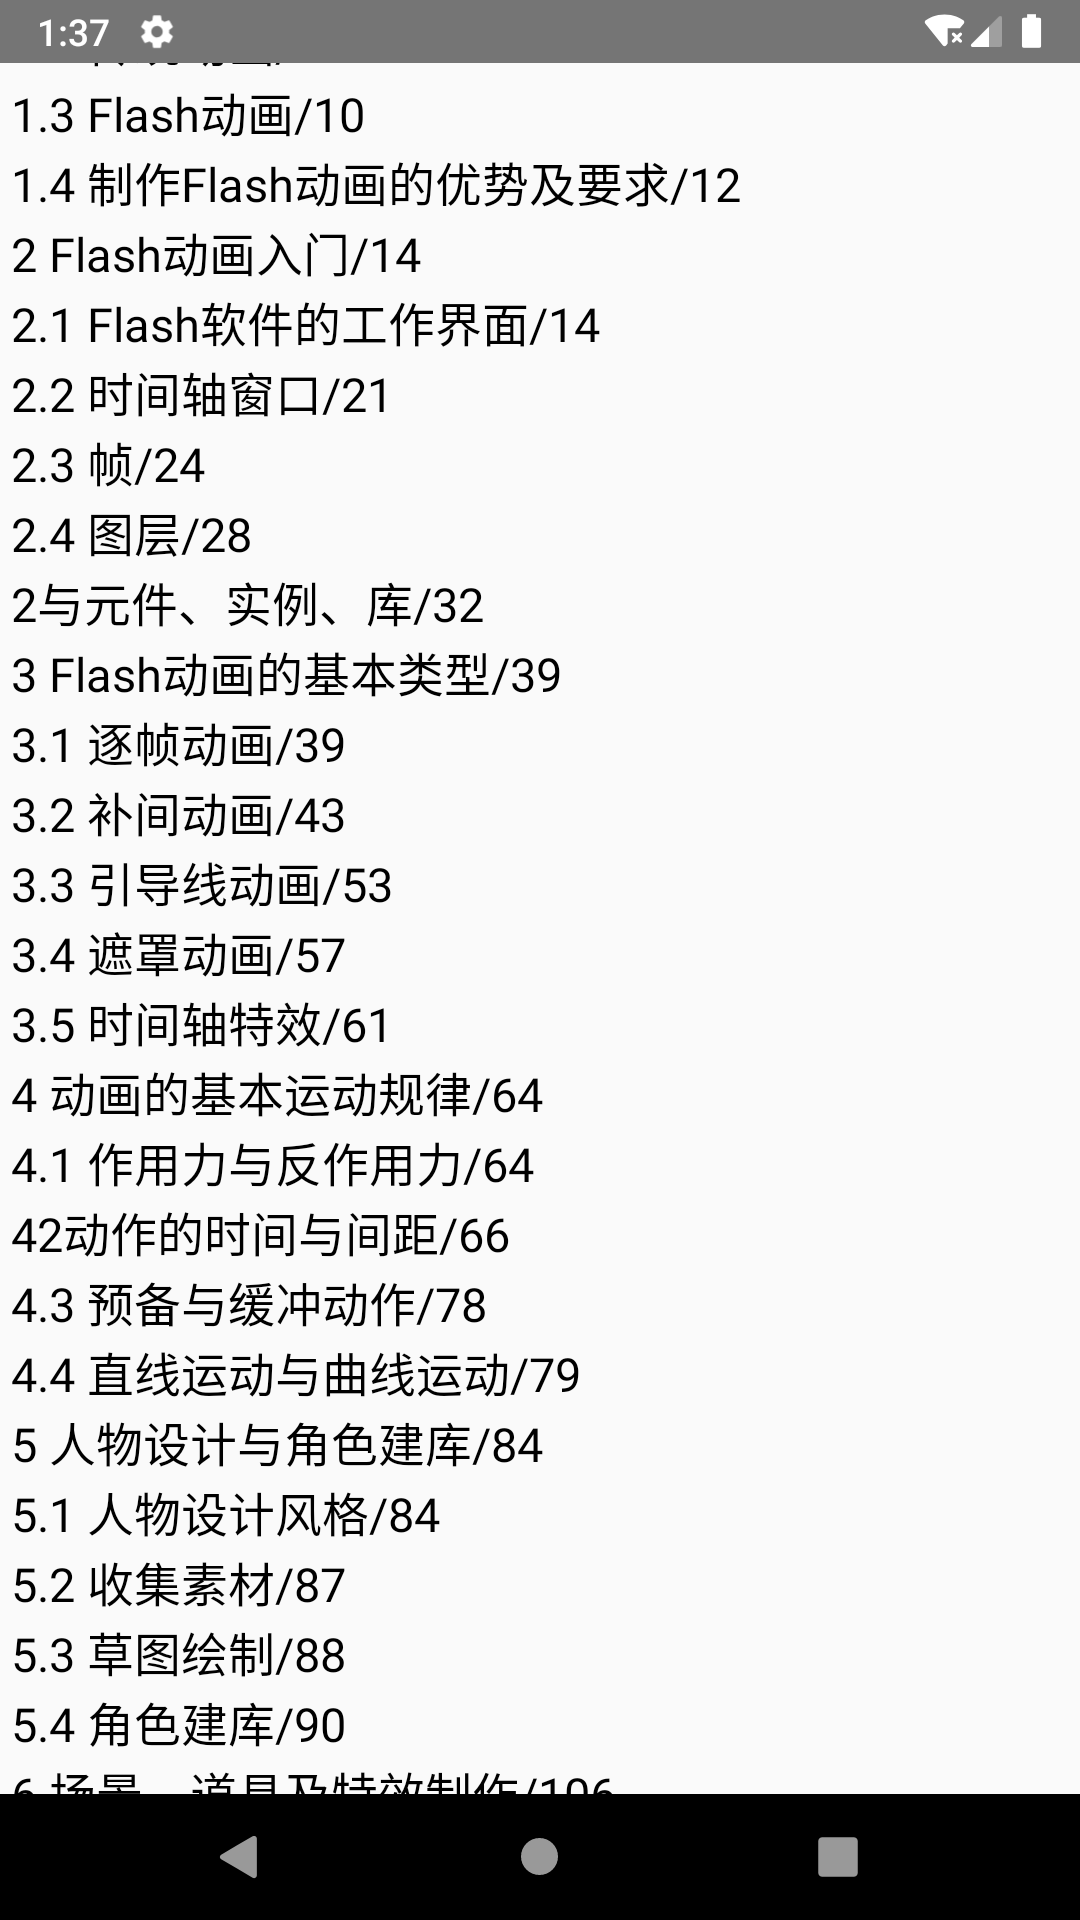 1:37
1.3 Flash动画/10
1.4 制作Flash动画的优势及要求/12
2 Flash动画入门/14
2.1 Flash软件的工作界面/14
2.2 时间轴窗口/21
2.3 帧/24
2.4 图层/28
2与元件、实例、库/32
3 Flash动画的基本类型/39
3.1 逐帧动画/39
3.2 补间动画/43
3.3 引导线动画/53
3.4 遮罩动画/57
3.5 时间轴特效/61
4 动画的基本运动规律/64
4.1 作用力与反作用力/64
42动作的时间与间距/66
4.3 预备与缓冲动作/78
4.4 直线运动与曲线运动/79
5 人物设计与角色建库/84
5.1 人物设计风格/84
5.2 收集素材/87
5.3 草图绘制/88
5.4 角色建库/90
6 场景、道具及特效制作/106